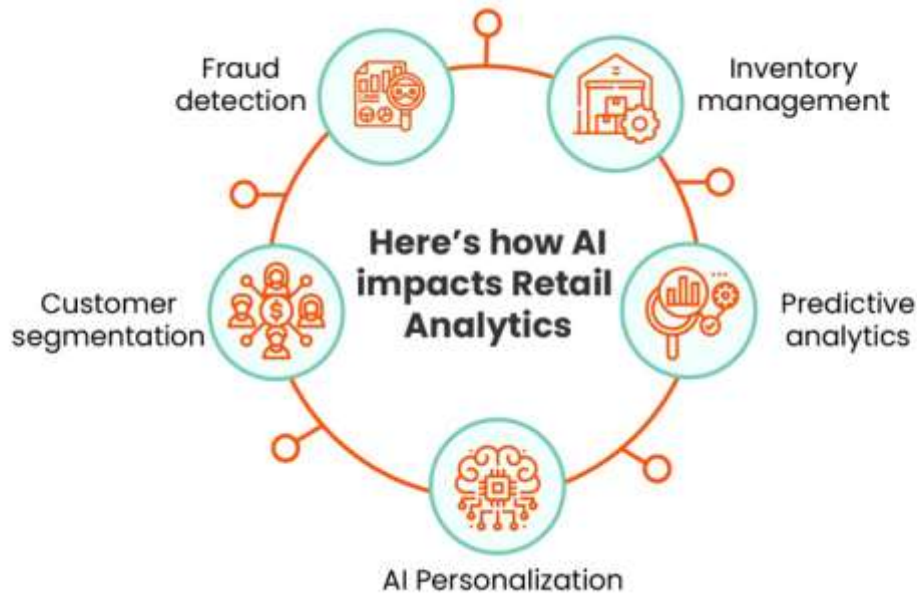 Fraud
detection
Inventory
management
Here’s how AI
impacts Retail
Analytics
Customer
segmentation
$
Predictive
analytics
AI Personalization